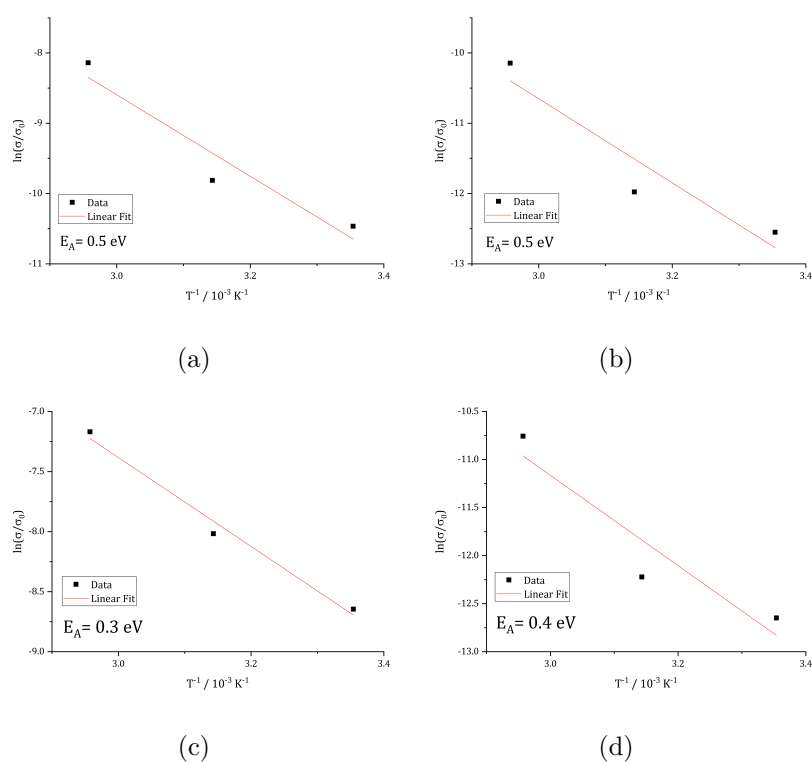 -8
-9
-10
-11
ln(σ/σ₀)
Data
Linear Fit
E_A= 0.5 eV
3.0 3.2 3.4
T⁻¹ / 10⁻³ K⁻¹
(a)
-10
-11
-12
-13
ln(σ/σ₀)
Data
Linear Fit
E_A= 0.5 eV
3.0 3.2 3.4
T⁻¹ / 10⁻³ K⁻¹
(b)
-7.0
-7.5
-8.0
-8.5
-9.0
ln(σ/σ₀)
Data
Linear Fit
E_A= 0.3 eV
3.0 3.2 3.4
T⁻¹ / 10⁻³ K⁻¹
(c)
-10.5
-11.0
-11.5
-12.0
-12.5
-13.0
ln(σ/σ₀)
Data
Linear Fit
E_A= 0.4 eV
3.0 3.2 3.4
T⁻¹ / 10⁻³ K⁻¹
(d)